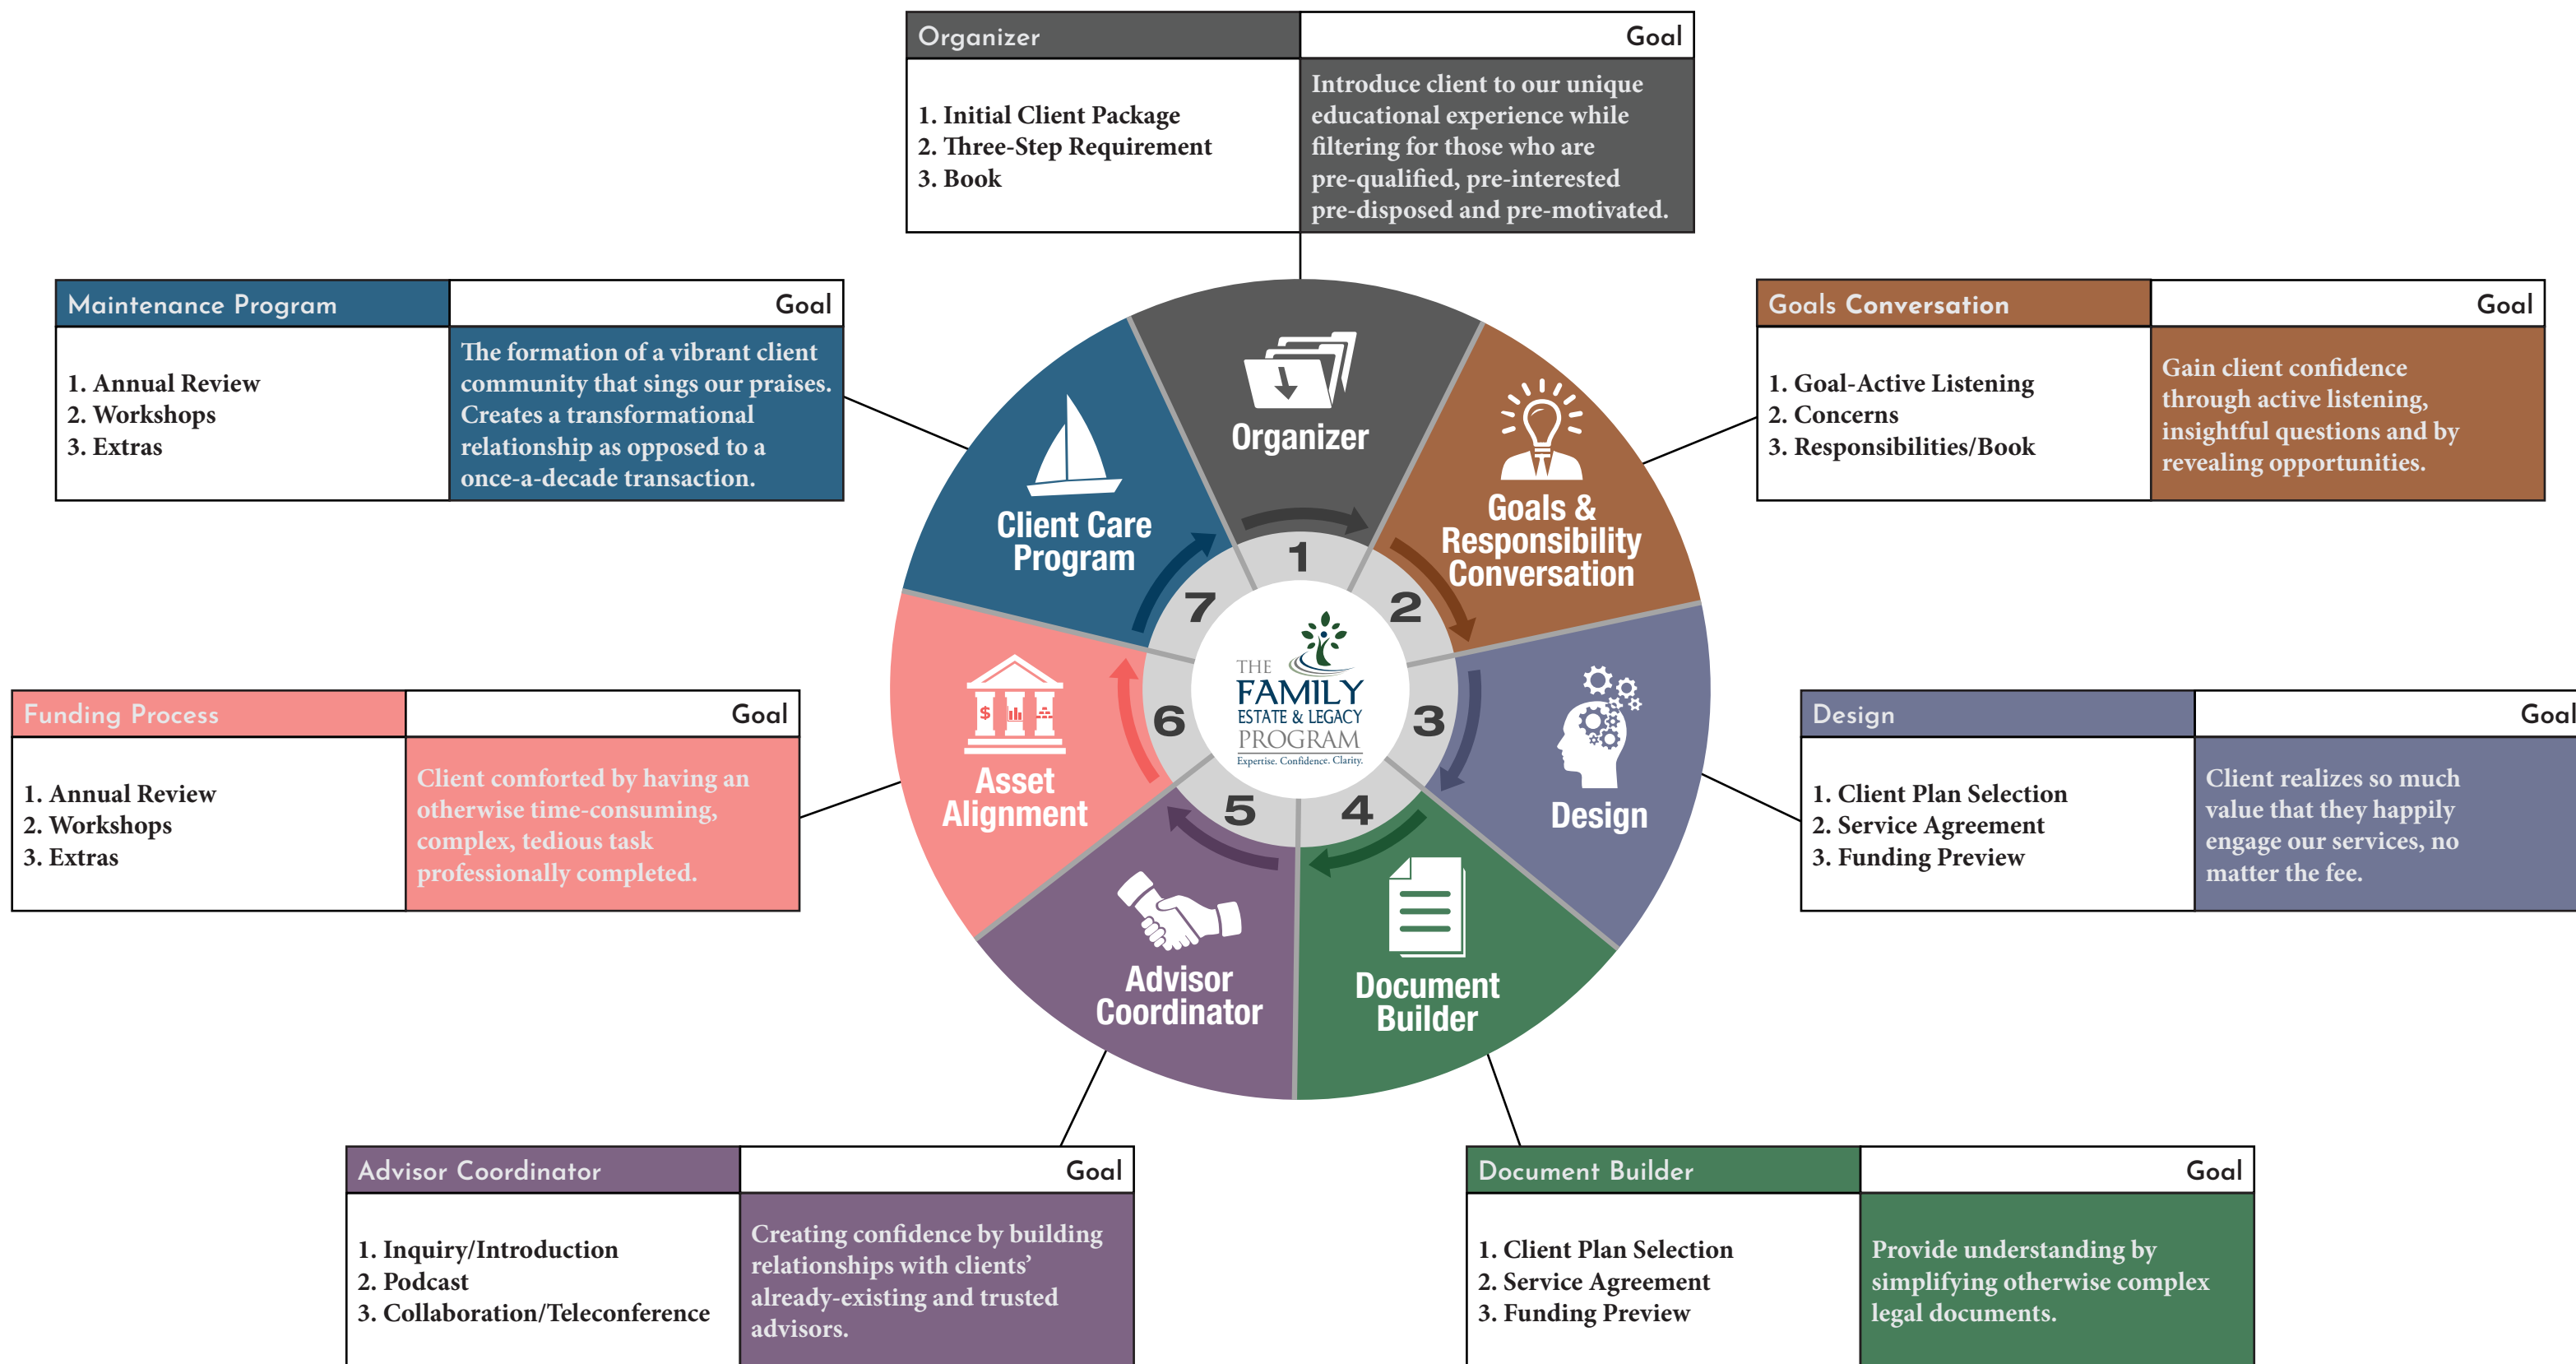 Organizer
Goal
1. Initial Client Package
2. Three-Step Requirement
3. Book
Introduce client to our unique
educational experience while
filtering for those who are
pre-qualified, pre-interested
pre-disposed and pre-motivated.
Maintenance Program
Goal
1. Annual Review
2. Workshops
3. Extras
The formation of a vibrant client
community that sings our praises.
Creates a transformational
relationship as opposed to a
once-a-decade transaction.
Goals Conversation
Goal
1. Goal-Active Listening
2. Concerns
3. Responsibilities/Book
Gain client confidence
through active listening,
insightful questions and by
revealing opportunities.
Organizer
Goals &
Responsibility
Conversation
Client Care
Program
1
2
7
THE
FAMILY
ESTATE & LEGACY
PROGRAM
Expertise. Confidence. Clarity.
6
3
5
4
$
Asset
Alignment
Design
Advisor
Coordinator
Document
Builder
Funding Process
Goal
1. Annual Review
2. Workshops
3. Extras
Client comforted by having an
otherwise time-consuming,
complex, tedious task
professionally completed.
Design
Goal
1. Client Plan Selection
2. Service Agreement
3. Funding Preview
Client realizes so much
value that they happily
engage our services, no
matter the fee.
Advisor Coordinator
Goal
1. Inquiry/Introduction
2. Podcast
3. Collaboration/Teleconference
Creating confidence by building
relationships with clients’
already-existing and trusted
advisors.
Document Builder
Goal
1. Client Plan Selection
2. Service Agreement
3. Funding Preview
Provide understanding by
simplifying otherwise complex
legal documents.